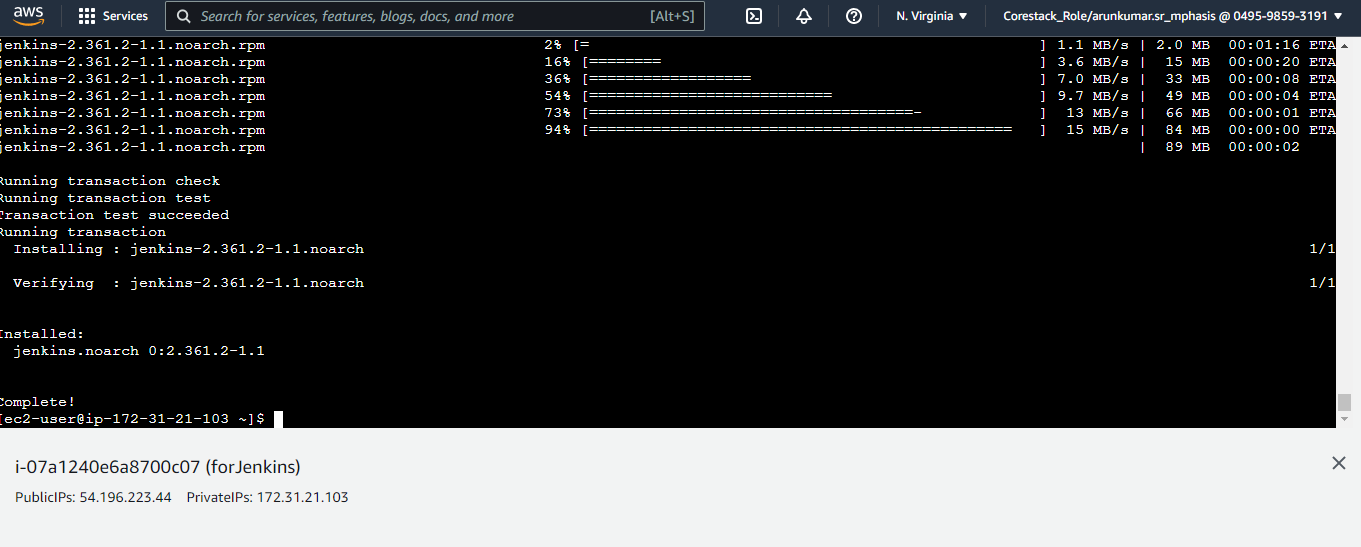 aws Services Search for services, features, blogs, docs, and more [Alt+S] N. Virginia Corestack_Role/arunkumar.sr_mphasis @ 0495-9859-3191
jenkins-2.361.2-1.1.noarch.rpm 2% [= ] 1.1 MB/s | 2.0 MB 00:01:16 ETA
jenkins-2.361.2-1.1.noarch.rpm 16% [======== ] 3.6 MB/s | 15 MB 00:00:20 ETA
jenkins-2.361.2-1.1.noarch.rpm 36% [================== ] 7.0 MB/s | 33 MB 00:00:08 ETA
jenkins-2.361.2-1.1.noarch.rpm 54% [=========================== ] 9.7 MB/s | 49 MB 00:00:04 ETA
jenkins-2.361.2-1.1.noarch.rpm 73% [====================================- ] 13 MB/s | 66 MB 00:00:01 ETA
jenkins-2.361.2-1.1.noarch.rpm 94% [=============================================== ] 15 MB/s | 84 MB 00:00:00 ETA
jenkins-2.361.2-1.1.noarch.rpm | 89 MB 00:00:02
Running transaction check
Running transaction test
Transaction test succeeded
Running transaction
Installing : jenkins-2.361.2-1.1.noarch 1/1
Verifying : jenkins-2.361.2-1.1.noarch 1/1
Installed:
jenkins.noarch 0:2.361.2-1.1
Complete!
[ec2-user@ip-172-31-21-103 ~]$
i-07a1240e6a8700c07 (forJenkins)
PublicIPs: 54.196.223.44 PrivateIPs: 172.31.21.103